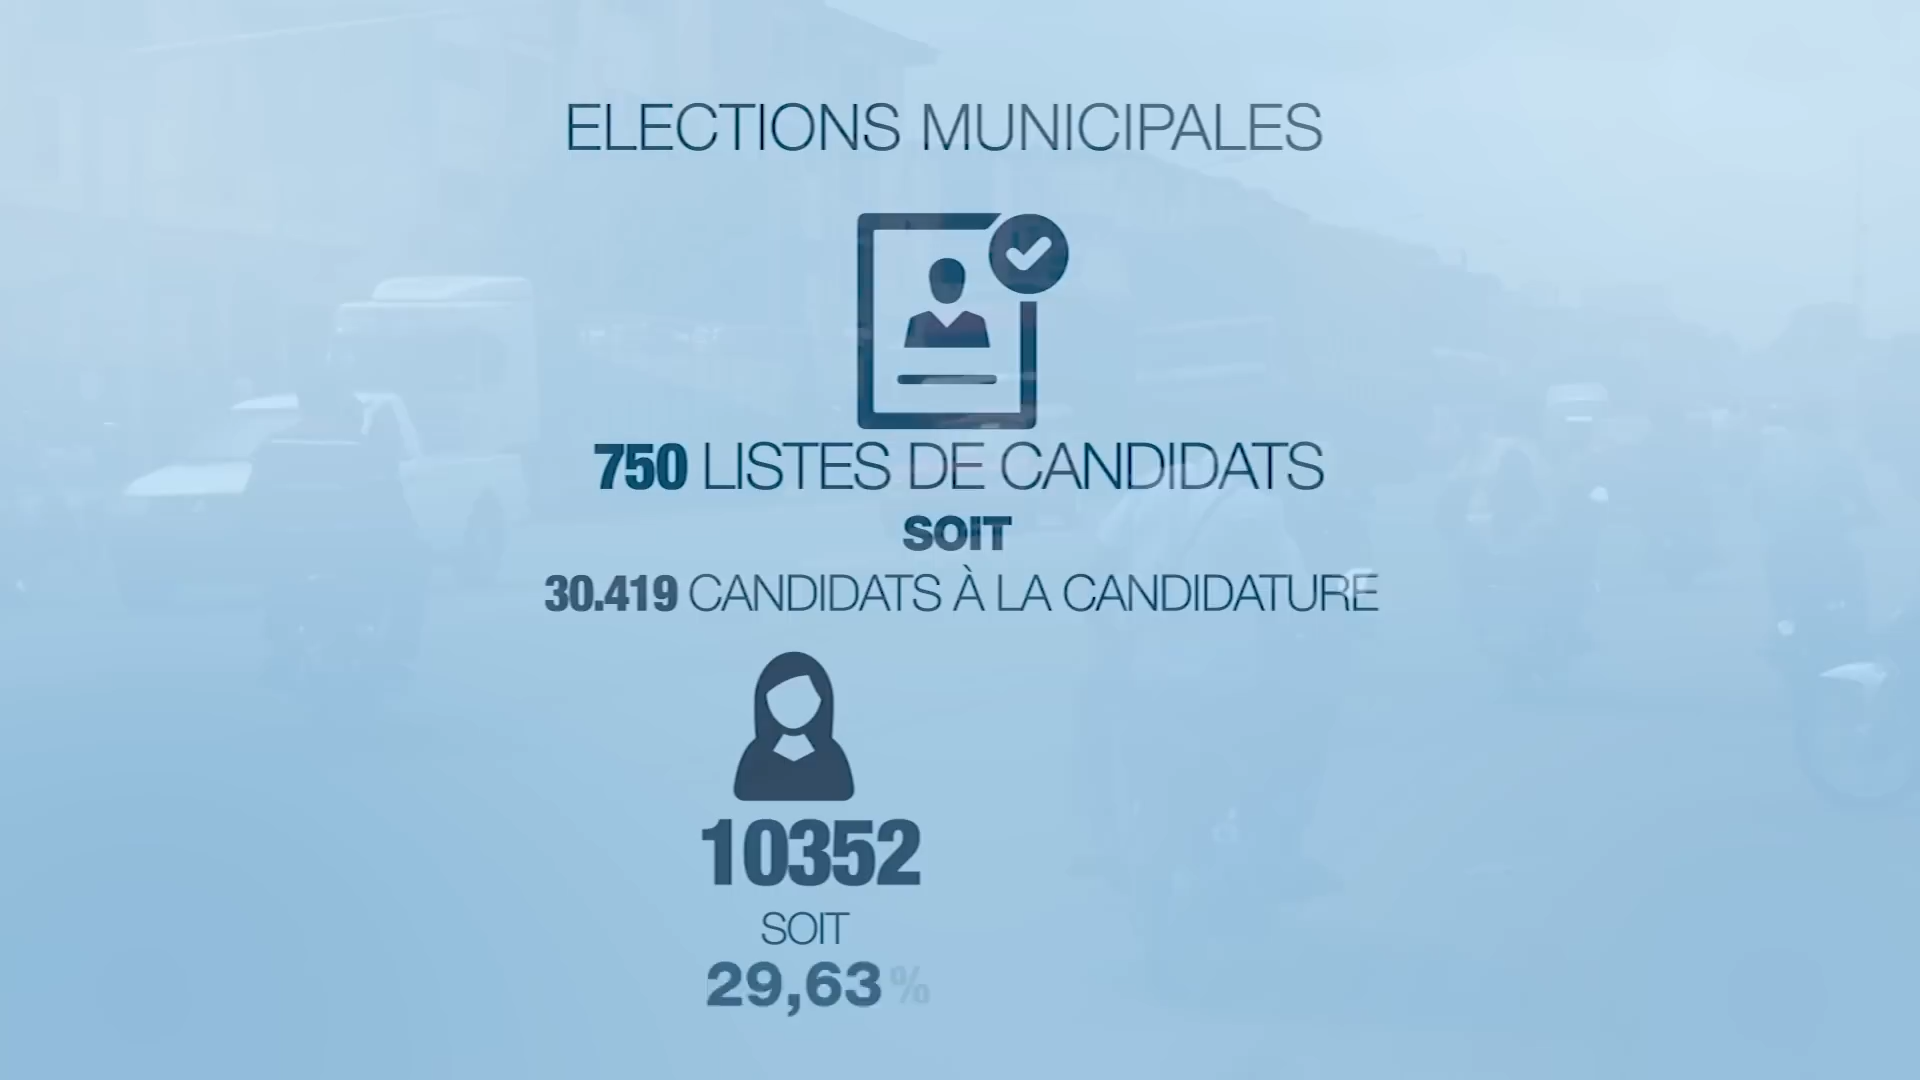 ELECTIONS MUNICIPALES
750 LISTES DE CANDIDATS
SOIT
30.419 CANDIDATS À LA CANDIDATURE
10352
SOIT
29,63 %